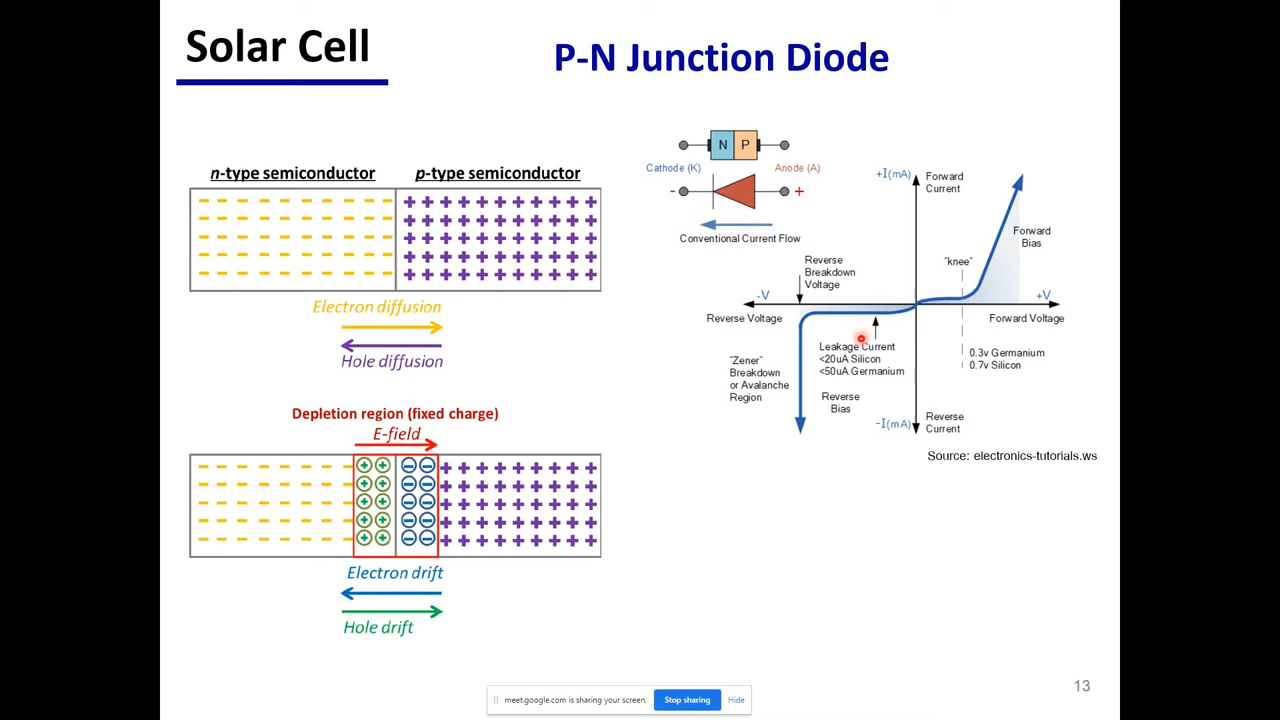 Solar Cell
P-N Junction Diode
n-type semiconductor
p-type semiconductor
Electron diffusion
Hole diffusion
Depletion region (fixed charge)
E-field
Electron drift
Hole drift
N P
Cathode (K)
Anode (A)
- +
Conventional Current Flow
+I(mA)
Forward
Current
Forward
Bias
"knee"
Reverse
Breakdown
Voltage
-V
+V
Reverse Voltage
Forward Voltage
Leakage Current
<20uA Silicon
<50uA Germanium
0.3v Germanium
0.7v Silicon
"Zener"
Breakdown
or Avalanche
Region
Reverse
Bias
-I(mA)
Reverse
Current
Source: electronics-tutorials.ws
13
meet.google.com is sharing your screen.
Stop sharing
Hide